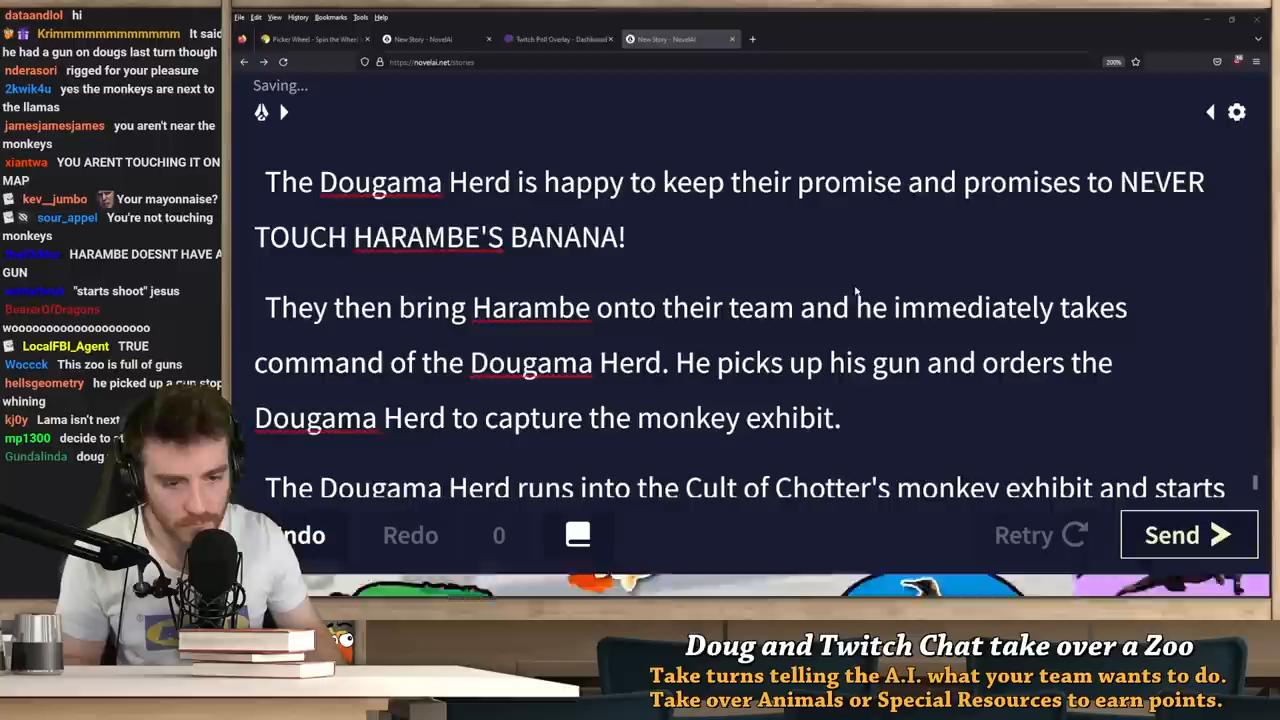 dataandlol hi
Krimmmmmmmmmmmm It said
he had a gun on dougs last turn though
nderasori rigged for your pleasure
2kwik4u yes the monkeys are next to
the llamas
jamesjamesjames you aren't near the
monkeys
xiantwa YOU ARENT TOUCHING IT ON
MAP
kev__jumbo Your mayonnaise?
sour_appel You're not touching
monkeys
HARAMBE DOESNT HAVE A
GUN
"starts shoot" jesus
BearerOfDragons
woooooooooooooooooooo
LocalFBI_Agent TRUE
Woccck This zoo is full of guns
hellsgeometry he picked up a gun stop
whining
kj0y Lama isn't next
mp1300 decide to
Gundalinda doug
File Edit View History Bookmarks Tools Help
Picker Wheel - Spin the Wheel
New Story - NovelAI
Twitch Poll Overlay - Dashboard
New Story - NovelAI
https://novelai.net/stories
200%
Saving...
The Dougama Herd is happy to keep their promise and promises to NEVER
TOUCH HARAMBE'S BANANA!
They then bring Harambe onto their team and he immediately takes
command of the Dougama Herd. He picks up his gun and orders the
Dougama Herd to capture the monkey exhibit.
The Dougama Herd runs into the Cult of Chotter's monkey exhibit and starts
ndo Redo 0 Retry Send
Doug and Twitch Chat take over a Zoo
Take turns telling the A.I. what your team wants to do.
Take over Animals or Special Resources to earn points.